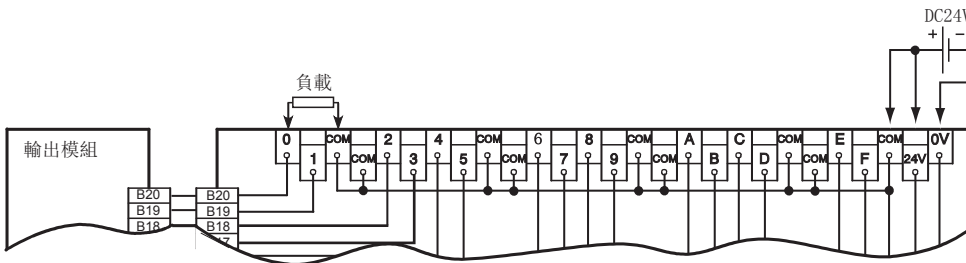 DC24V
+ −
負載
0 COM 2 4 COM 6 8 COM A C COM E COM 0V
1 COM 3 5 COM 7 9 COM B D COM F 24V
輸出模組
B20 B20
B19 B19
B18 B18